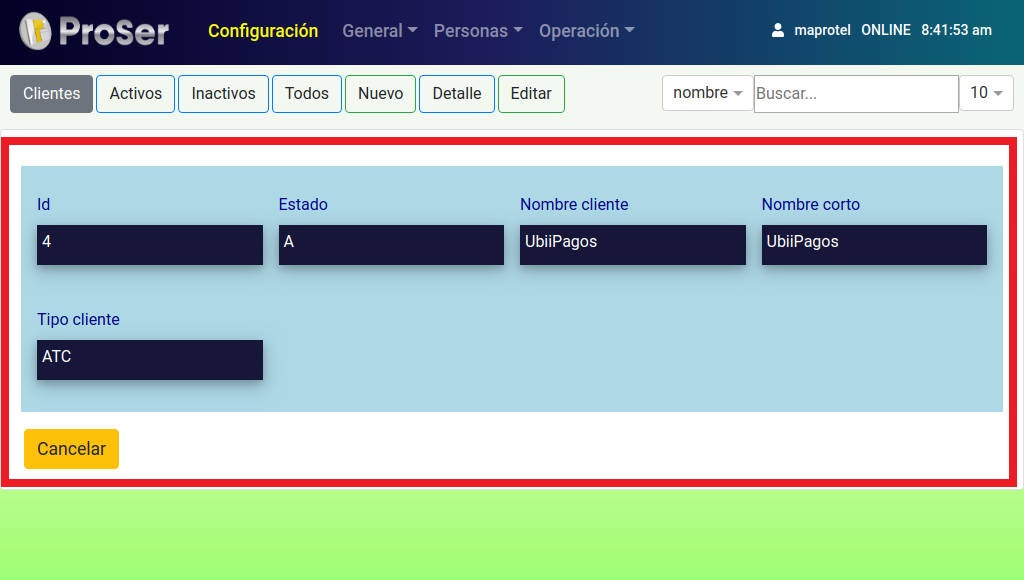 ProSer Configuración General Personas Operación maprotel ONLINE 8:41:53 am
Clientes Activos Inactivos Todos Nuevo Detalle Editar nombre Buscar... 10
Id Estado Nombre cliente Nombre corto
4 A UbiiPagos UbiiPagos
Tipo cliente
ATC
Cancelar